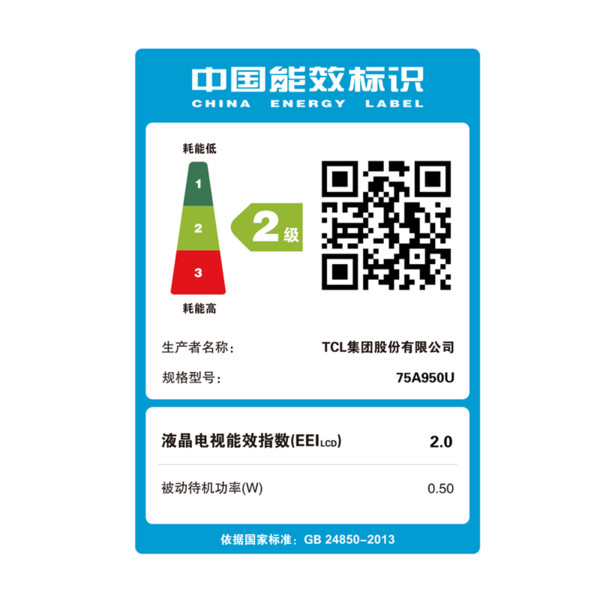 中国能效标识
CHINA ENERGY LABEL
耗能低
1
2
3
耗能高
2级
生产者名称： TCL集团股份有限公司
规格型号： 75A950U
液晶电视能效指数(EEILCD) 2.0
被动待机功率(W) 0.50
依据国家标准：GB 24850-2013